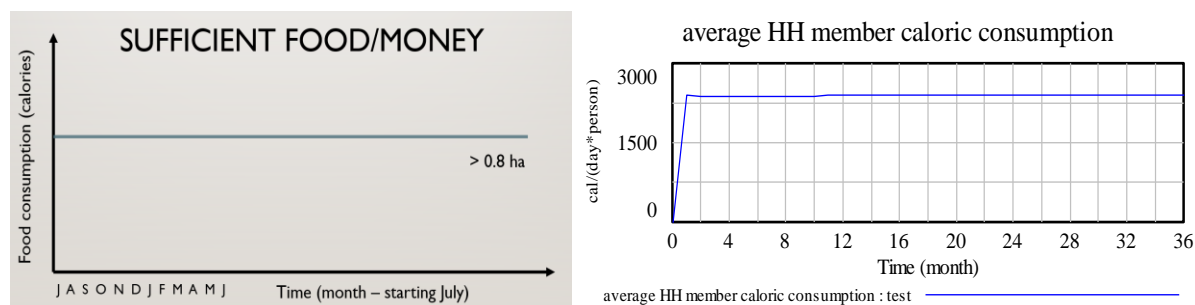 SUFFICIENT FOOD/MONEY
Food consumption (calories)
> 0.8 ha
J A S O N D J F M A M J
Time (month – starting July)
average HH member caloric consumption
cal/(day*person)
3000
1500
0
0 4 8 12 16 20 24 28 32 36
Time (month)
average HH member caloric consumption : test